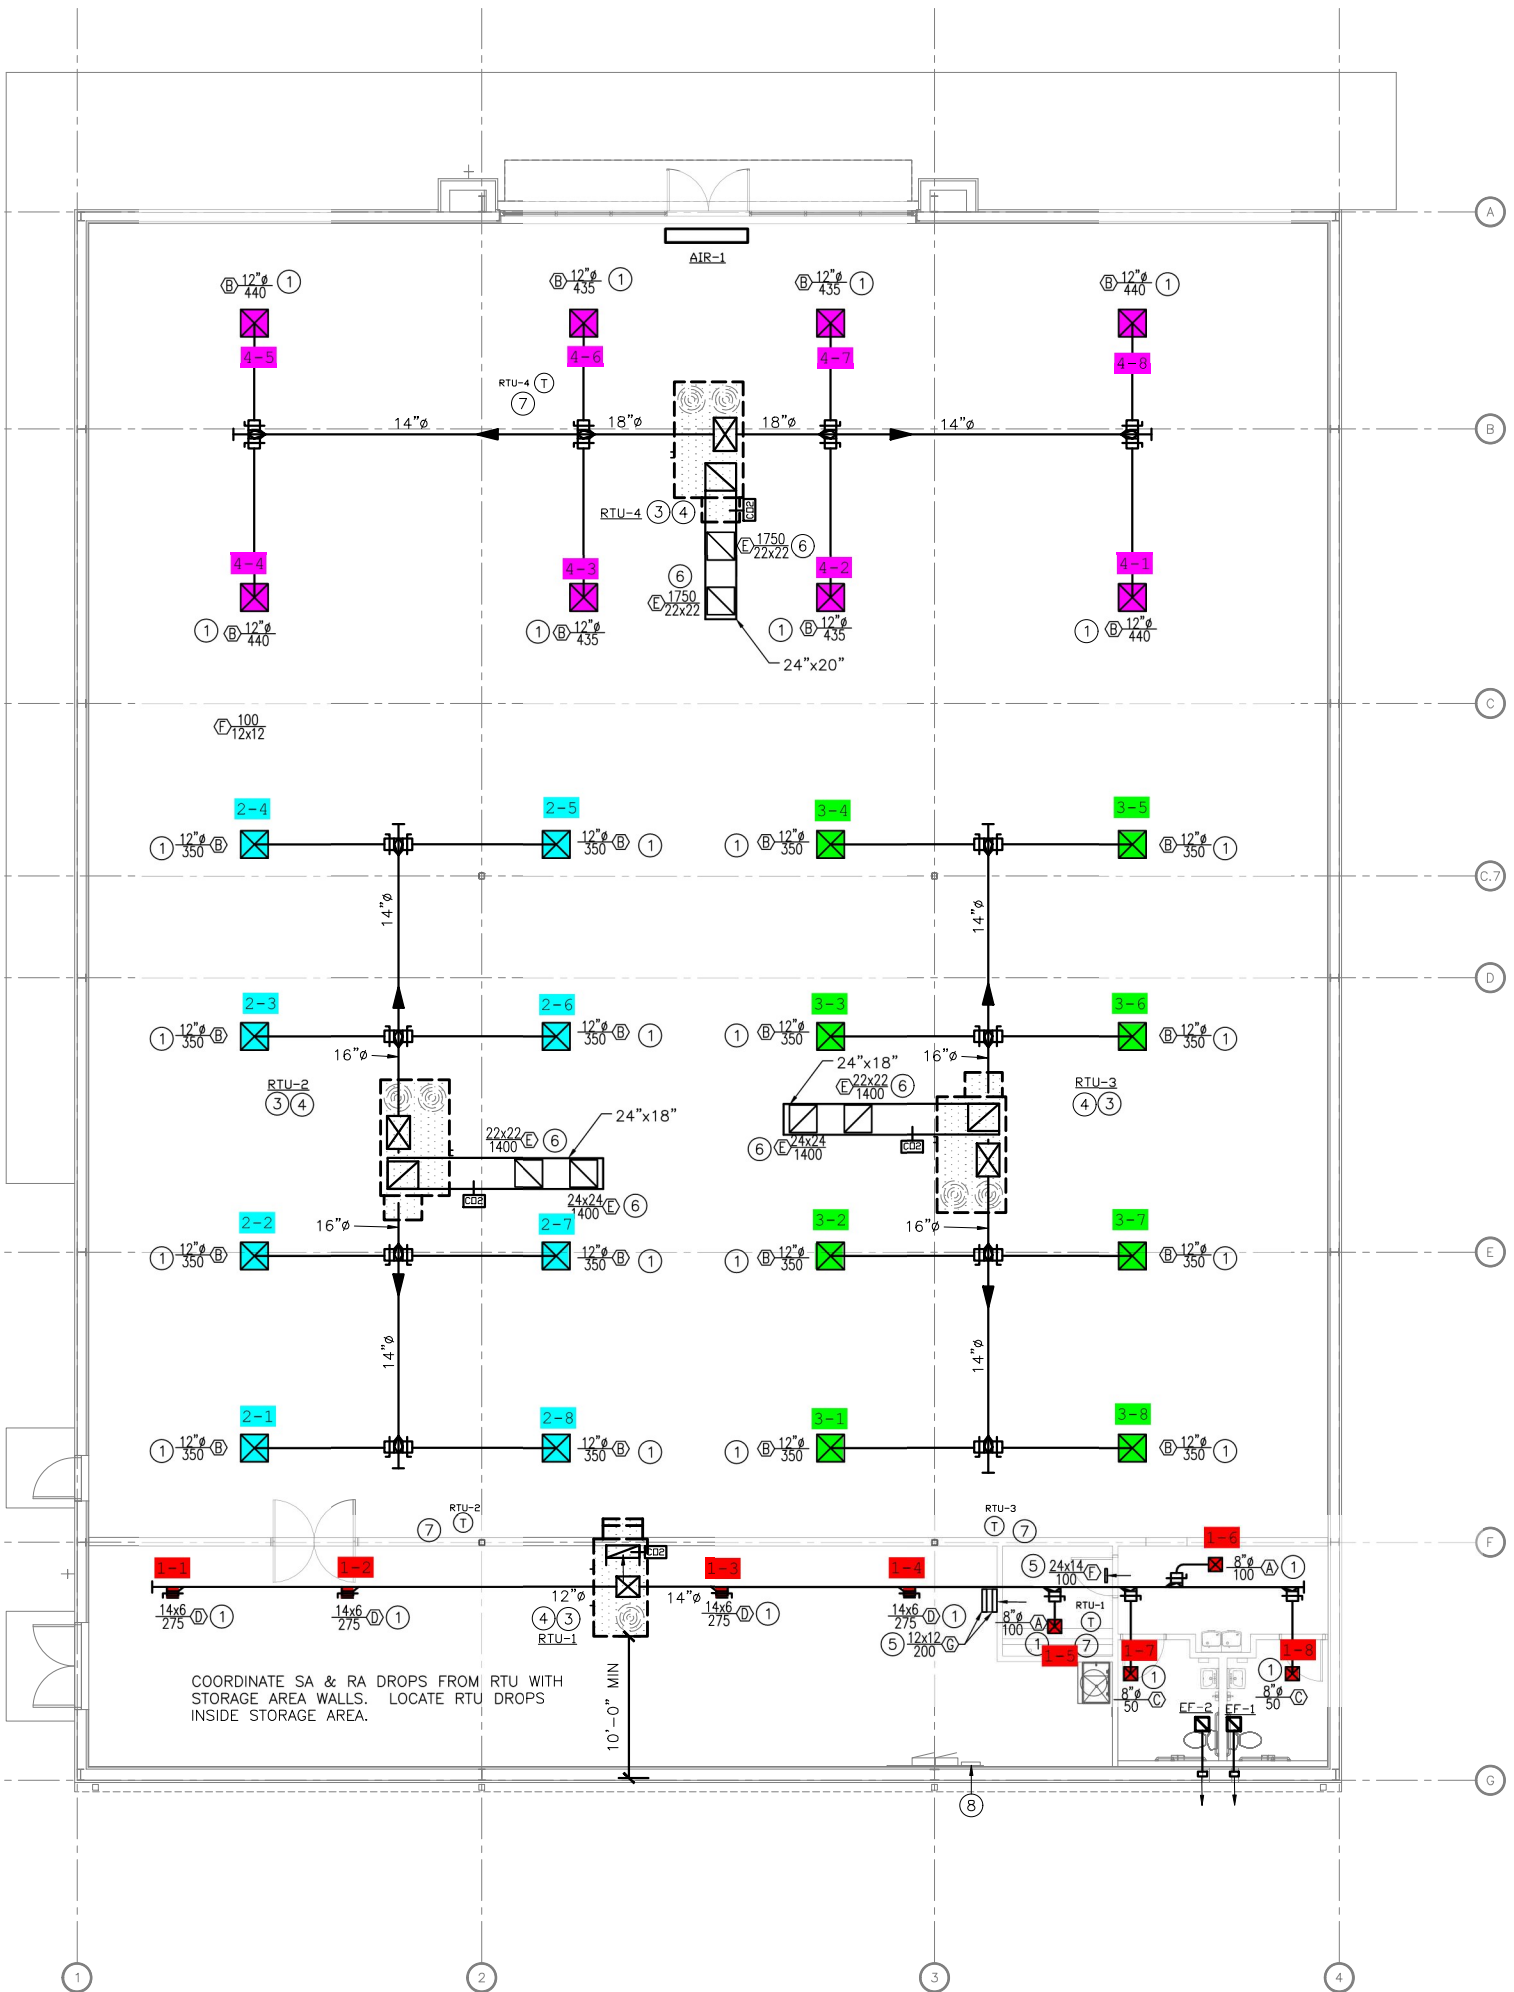 A
AIR-1
B 12"ø 1
440
B 12"ø 1
435
B 12"ø 1
435
B 12"ø 1
440
4-5
4-6
4-7
4-8
RTU-4 T
7
14"ø
18"ø
18"ø
14"ø
B
RTU-4 3 4
CO2
E 1750 6
22x22
4-4
4-3
4-2
4-1
6
E 1750
22x22
1 B 12"ø
440
1 B 12"ø
435
1 B 12"ø
435
1 B 12"ø
440
24"x20"
C
F 100
12x12
2-4
2-5
3-4
3-5
1 12"ø B
350
12"ø B 1
350
1 B 12"ø
350
B 12"ø 1
350
C.7
14"ø
14"ø
D
2-3
2-6
3-3
3-6
1 12"ø B
350
12"ø B 1
350
1 B 12"ø
350
B 12"ø 1
350
16"ø
24"x18"
16"ø
RTU-2
3 4
E 22x22 6
1400
RTU-3
4 3
24"x18"
22x22 E 6
1400
6 E 24x24
1400
CO2
CO2
24x24 E 6
1400
2-2
16"ø
2-7
3-2
16"ø
3-7
1 12"ø B
350
12"ø B 1
350
1 B 12"ø
350
B 12"ø 1
350
E
14"ø
14"ø
2-1
2-8
3-1
3-8
1 12"ø B
350
12"ø B 1
350
1 B 12"ø
350
B 12"ø 1
350
RTU-2
7 T
RTU-3
T 7
F
CO2
1-1
1-2
1-3
1-4
1-6
5 24x14 F
100
8"ø A 1
100
12"ø
14"ø
14x6 D 1
275
14x6 D 1
275
4 3
RTU-1
14x6 D 1
275
14x6 D 1
275
5 12x12 G
200
8"ø A
100
RTU-1
T
1
7
1-5
1-7
1-8
1
8"ø C
50
1
8"ø C
50
COORDINATE SA & RA DROPS FROM RTU WITH
STORAGE AREA WALLS. LOCATE RTU DROPS
INSIDE STORAGE AREA.
10'-0" MIN
EF-2
EF-1
G
8
1
2
3
4